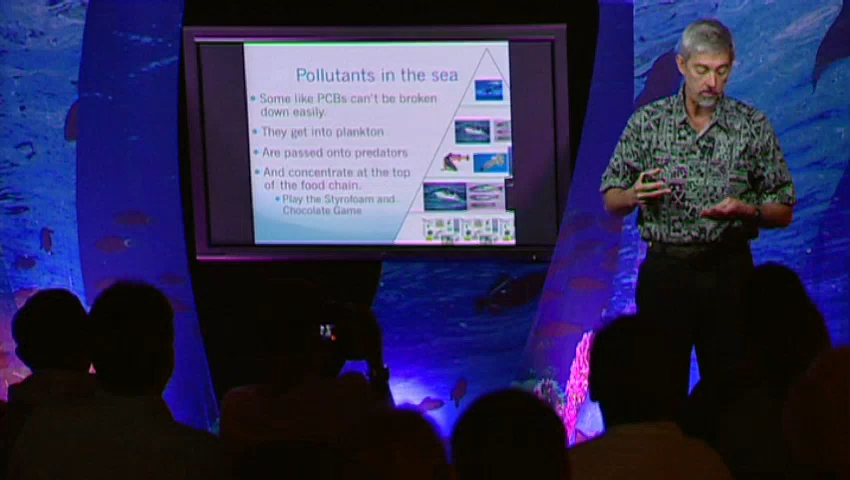 Pollutants in the sea
Some like PCBs can't be broken
down easily.
They get into plankton
Are passed onto predators
And concentrate at the top
of the food chain.
Play the Styrofoam and
Chocolate Game